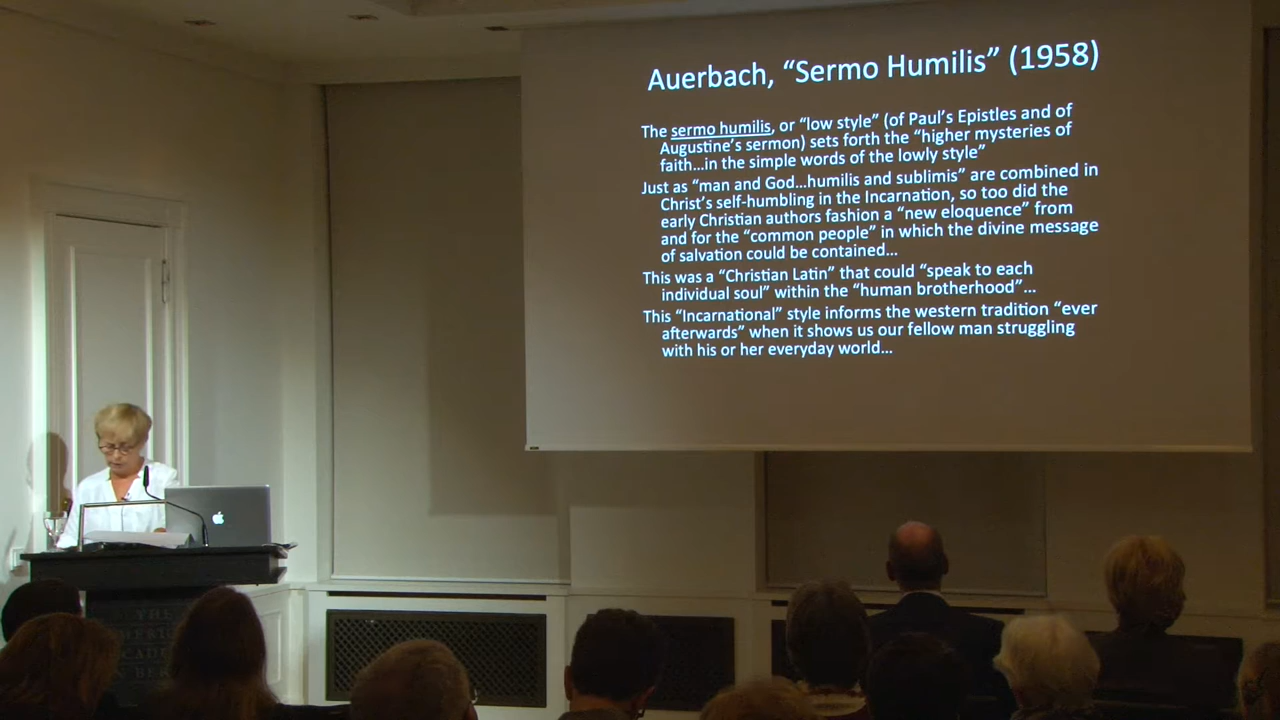 Auerbach, “Sermo Humilis” (1958)
The sermo humilis, or “low style” (of Paul’s Epistles and of
Augustine’s sermon) sets forth the “higher mysteries of
faith…in the simple words of the lowly style”
Just as “man and God…humilis and sublimis” are combined in
Christ’s self-humbling in the Incarnation, so too did the
early Christian authors fashion a “new eloquence” from
and for the “common people” in which the divine message
of salvation could be contained…
This was a “Christian Latin” that could “speak to each
individual soul” within the “human brotherhood”…
This “Incarnational” style informs the western tradition “ever
afterwards” when it shows us our fellow man struggling
with his or her everyday world…
THE